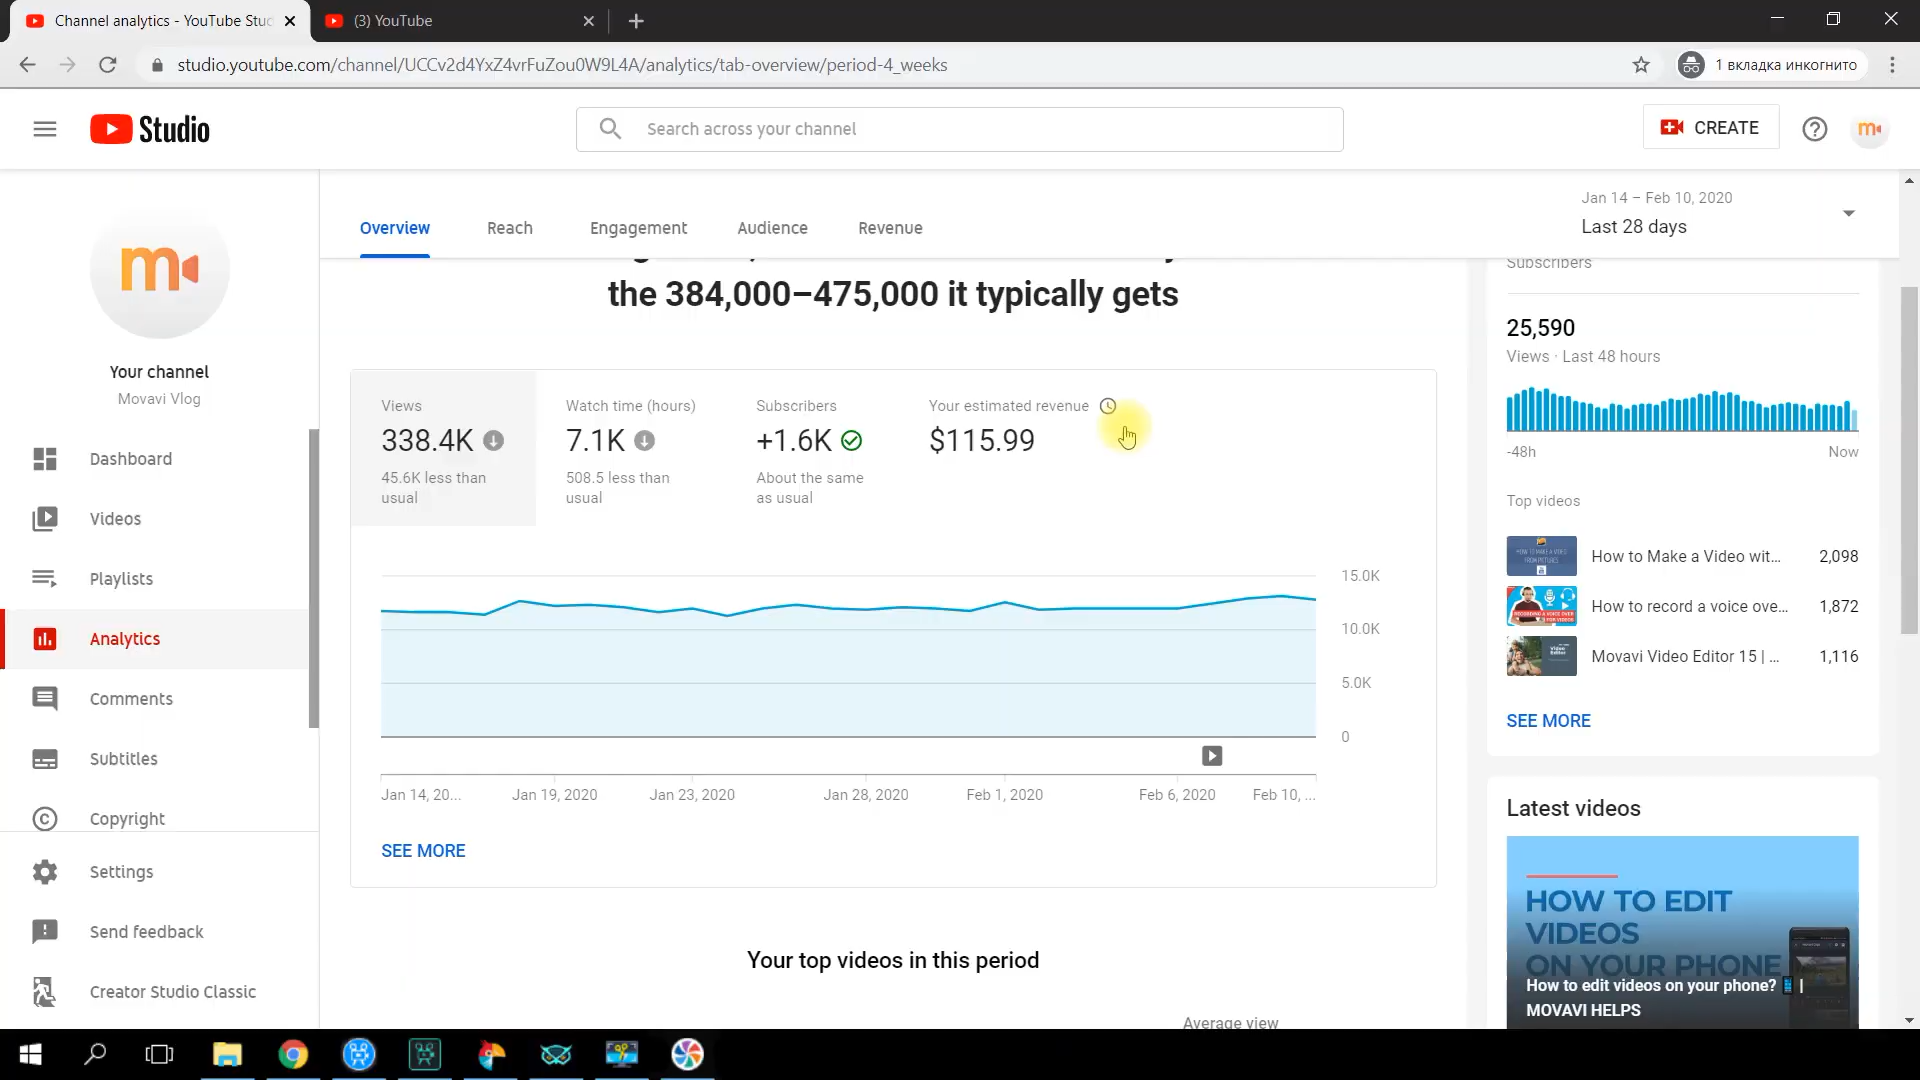 Channel analytics - YouTube Stud
(3) YouTube
studio.youtube.com/channel/UCCv2d4YxZ4vrFuZou0W9L4A/analytics/tab-overview/period-4_weeks
1 вкладка инкогнито
Studio
Search across your channel
CREATE
Your channel
Movavi Vlog
Dashboard
Videos
Playlists
Analytics
Comments
Subtitles
Copyright
Settings
Send feedback
Creator Studio Classic
Overview
Reach
Engagement
Audience
Revenue
Jan 14 – Feb 10, 2020
Last 28 days
the 384,000–475,000 it typically gets
Views
338.4K
45.6K less than
usual
Watch time (hours)
7.1K
508.5 less than
usual
Subscribers
+1.6K
About the same
as usual
Your estimated revenue
$115.99
15.0K
10.0K
5.0K
0
Jan 14, 20...
Jan 19, 2020
Jan 23, 2020
Jan 28, 2020
Feb 1, 2020
Feb 6, 2020
Feb 10, ...
SEE MORE
Your top videos in this period
Average view
Subscribers
25,590
Views · Last 48 hours
-48h
Now
Top videos
How to Make a Video wit...
2,098
How to record a voice ove...
1,872
Movavi Video Editor 15 | ...
1,116
SEE MORE
Latest videos
HOW TO EDIT
VIDEOS
ON YOUR PHONE
How to edit videos on your phone? 📱 |
MOVAVI HELPS